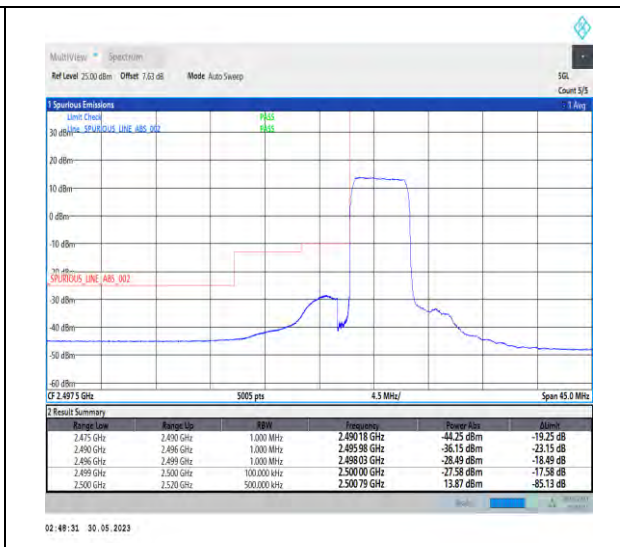 MultiView Spectrum
Ref Level 25.00 dBm Offset 7.63 dB Mode Auto Sweep SGL
Count 5/5
1 Spurious Emissions 1 Avg
Limit Check PASS
30 dBm Line SPURIOUS_LINE_ABS_002 PASS
20 dBm
10 dBm
0 dBm
-10 dBm
-20 dBm
SPURIOUS_LINE_ABS_002
-30 dBm
-40 dBm
-50 dBm
-60 dBm
CF 2.497 5 GHz 5005 pts 4.5 MHz/ Span 45.0 MHz
2 Result Summary
Range Low Range Up RBW Frequency Power Abs ΔLimit
2.475 GHz 2.490 GHz 1.000 MHz 2.490 18 GHz -44.25 dBm -19.25 dB
2.490 GHz 2.496 GHz 1.000 MHz 2.495 98 GHz -36.15 dBm -23.15 dB
2.496 GHz 2.499 GHz 1.000 MHz 2.498 03 GHz -28.49 dBm -18.49 dB
2.499 GHz 2.500 GHz 100.000 kHz 2.500 00 GHz -27.58 dBm -17.58 dB
2.500 GHz 2.520 GHz 500.000 kHz 2.500 79 GHz 13.87 dBm -85.13 dB
02:48:31 30.05.2023